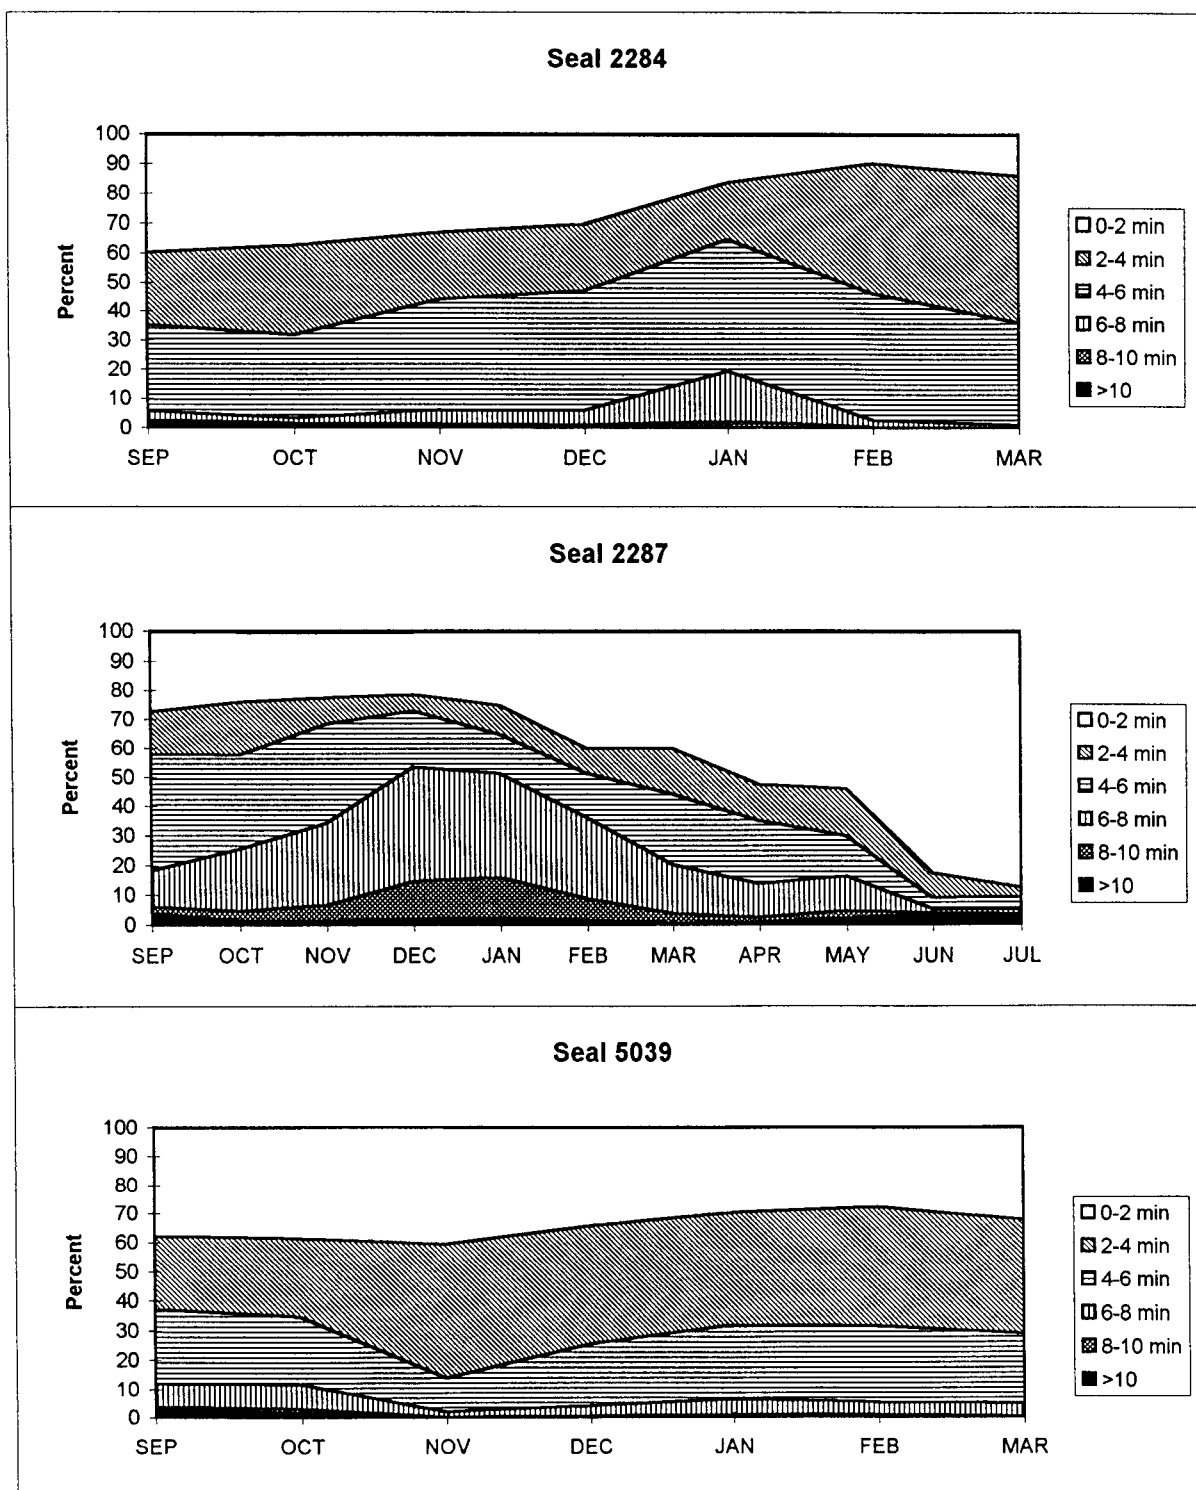 Seal 2284
100
90
80
70
60
50
40
30
20
10
0
Percent
SEP OCT NOV DEC JAN FEB MAR
0-2 min
2-4 min
4-6 min
6-8 min
8-10 min
>10
Seal 2287
100
90
80
70
60
50
40
30
20
10
0
Percent
SEP OCT NOV DEC JAN FEB MAR APR MAY JUN JUL
0-2 min
2-4 min
4-6 min
6-8 min
8-10 min
>10
Seal 5039
100
90
80
70
60
50
40
30
20
10
0
Percent
SEP OCT NOV DEC JAN FEB MAR
0-2 min
2-4 min
4-6 min
6-8 min
8-10 min
>10